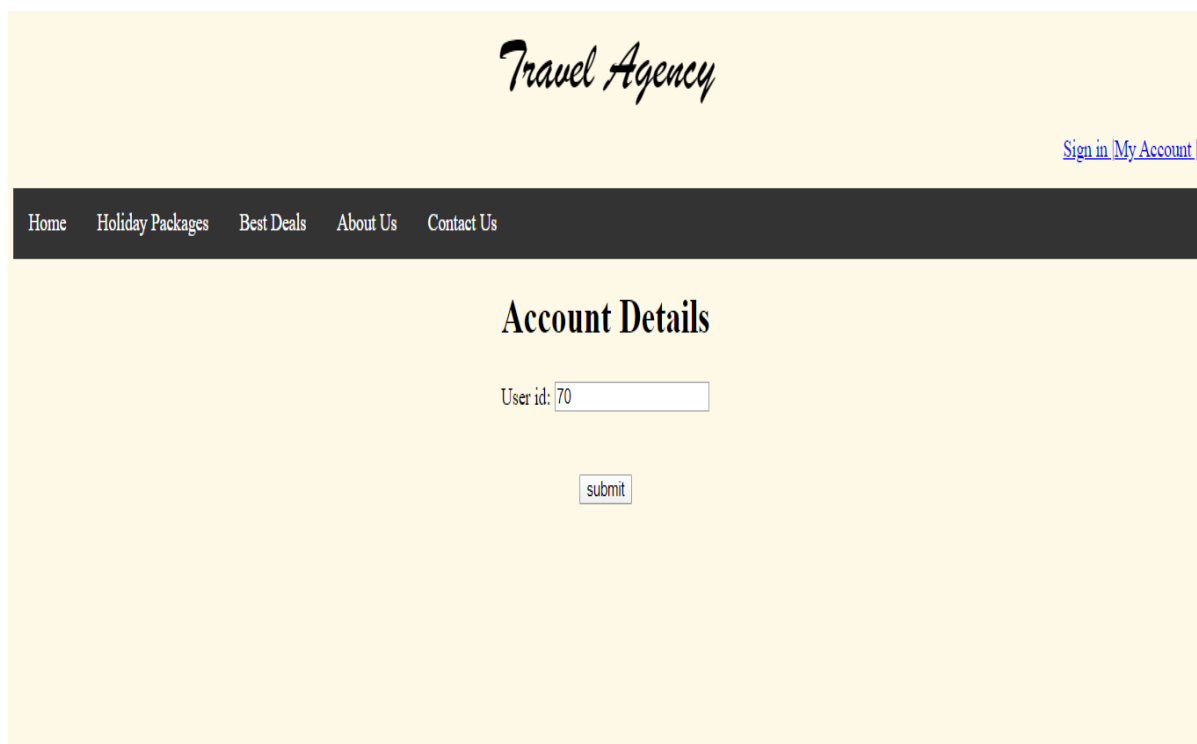 Travel Agency
Sign in |My Account |
Home Holiday Packages Best Deals About Us Contact Us
Account Details
User id: 70
submit